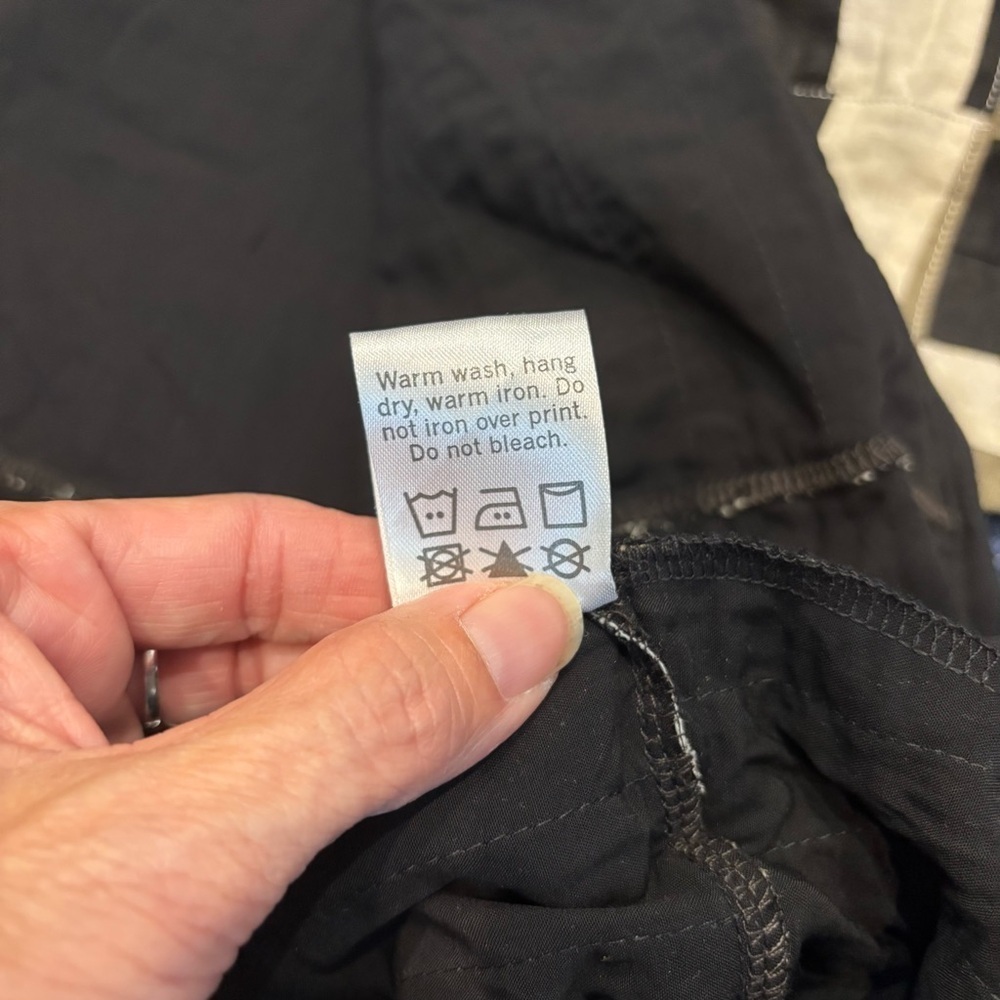 Warm wash, hang
dry, warm iron. Do
not iron over print.
Do not bleach.